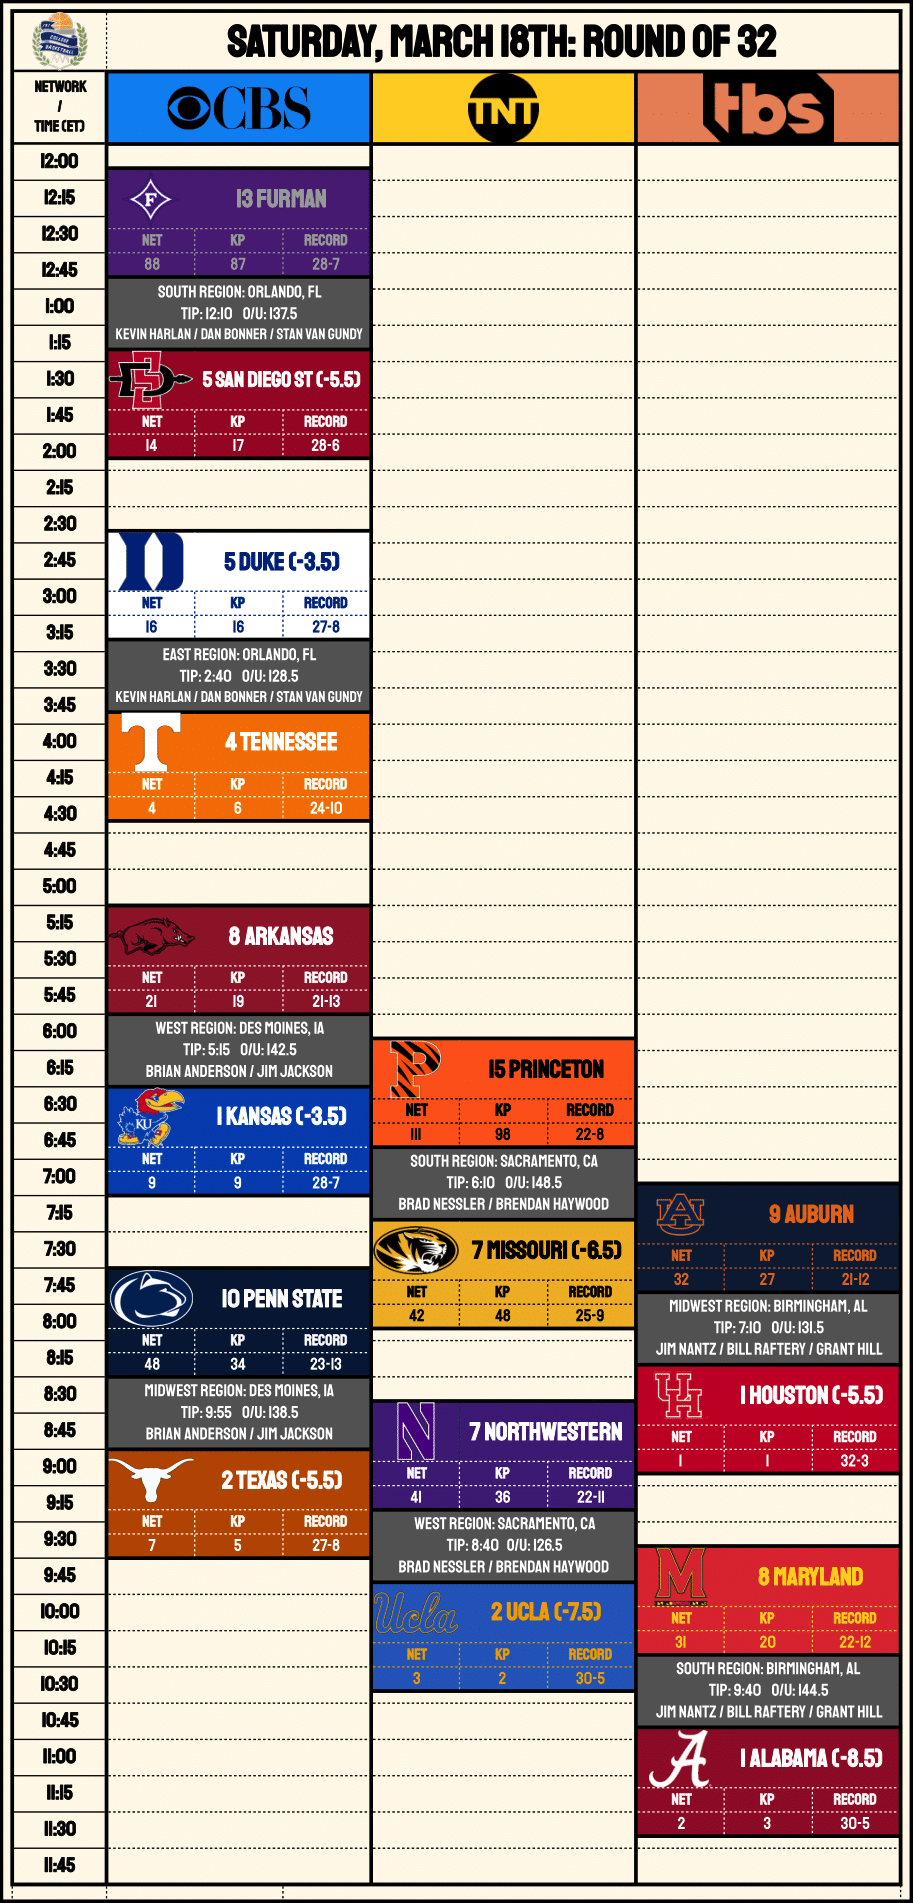 SATURDAY, MARCH 18TH: ROUND OF 32
COLLEGE
BASKETBALL
NETWORK
/
TIME (ET)
CBS
TNT
tbs
12:00
12:15
12:30
12:45
1:00
1:15
1:30
1:45
2:00
2:15
2:30
2:45
3:00
3:15
3:30
3:45
4:00
4:15
4:30
4:45
5:00
5:15
5:30
5:45
6:00
6:15
6:30
6:45
7:00
7:15
7:30
7:45
8:00
8:15
8:30
8:45
9:00
9:15
9:30
9:45
10:00
10:15
10:30
10:45
11:00
11:15
11:30
11:45
F
13 FURMAN
NET KP RECORD
88 87 28-7
SOUTH REGION: ORLANDO, FL
TIP: 12:10 O/U: 137.5
KEVIN HARLAN / DAN BONNER / STAN VAN GUNDY
SD
5 SAN DIEGO ST (-5.5)
NET KP RECORD
14 17 28-6
D
5 DUKE (-3.5)
NET KP RECORD
16 16 27-8
EAST REGION: ORLANDO, FL
TIP: 2:40 O/U: 128.5
KEVIN HARLAN / DAN BONNER / STAN VAN GUNDY
T
4 TENNESSEE
NET KP RECORD
4 6 24-10
8 ARKANSAS
NET KP RECORD
21 19 21-13
WEST REGION: DES MOINES, IA
TIP: 5:15 O/U: 142.5
BRIAN ANDERSON / JIM JACKSON
KU
1 KANSAS (-3.5)
NET KP RECORD
9 9 28-7
10 PENN STATE
NET KP RECORD
48 34 23-13
MIDWEST REGION: DES MOINES, IA
TIP: 9:55 O/U: 138.5
BRIAN ANDERSON / JIM JACKSON
2 TEXAS (-5.5)
NET KP RECORD
7 5 27-8
P
15 PRINCETON
NET KP RECORD
111 98 22-8
SOUTH REGION: SACRAMENTO, CA
TIP: 6:10 O/U: 148.5
BRAD NESSLER / BRENDAN HAYWOOD
7 MISSOURI (-6.5)
NET KP RECORD
42 48 25-9
N
7 NORTHWESTERN
NET KP RECORD
41 36 22-11
WEST REGION: SACRAMENTO, CA
TIP: 8:40 O/U: 126.5
BRAD NESSLER / BRENDAN HAYWOOD
Ucla
2 UCLA (-7.5)
NET KP RECORD
3 2 30-5
AU
9 AUBURN
NET KP RECORD
32 27 21-12
MIDWEST REGION: BIRMINGHAM, AL
TIP: 7:10 O/U: 131.5
JIM NANTZ / BILL RAFTERY / GRANT HILL
UH
1 HOUSTON (-5.5)
NET KP RECORD
1 1 32-3
M
8 MARYLAND
NET KP RECORD
31 20 22-12
SOUTH REGION: BIRMINGHAM, AL
TIP: 9:40 O/U: 144.5
JIM NANTZ / BILL RAFTERY / GRANT HILL
A
1 ALABAMA (-8.5)
NET KP RECORD
2 3 30-5